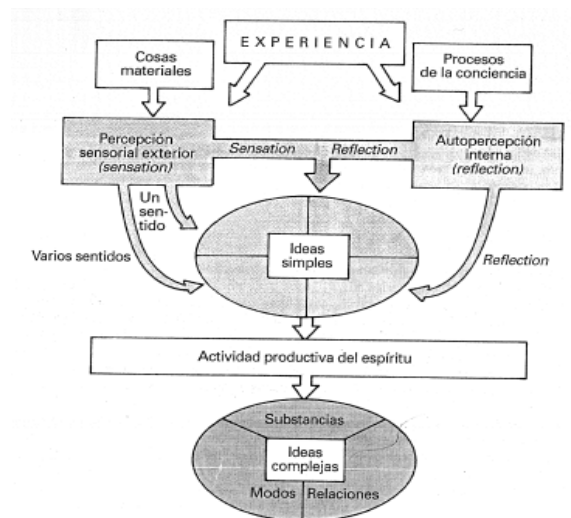 EXPERIENCIA
Cosas
materiales
Procesos
de la conciencia
Percepción
sensorial exterior
(sensation)
Sensation
Reflection
Autopercepción
interna
(reflection)
Un
sen-
tido
Varios sentidos
Ideas
simples
Reflection
Actividad productiva del espíritu
Substancias
Ideas
complejas
Modos
Relaciones